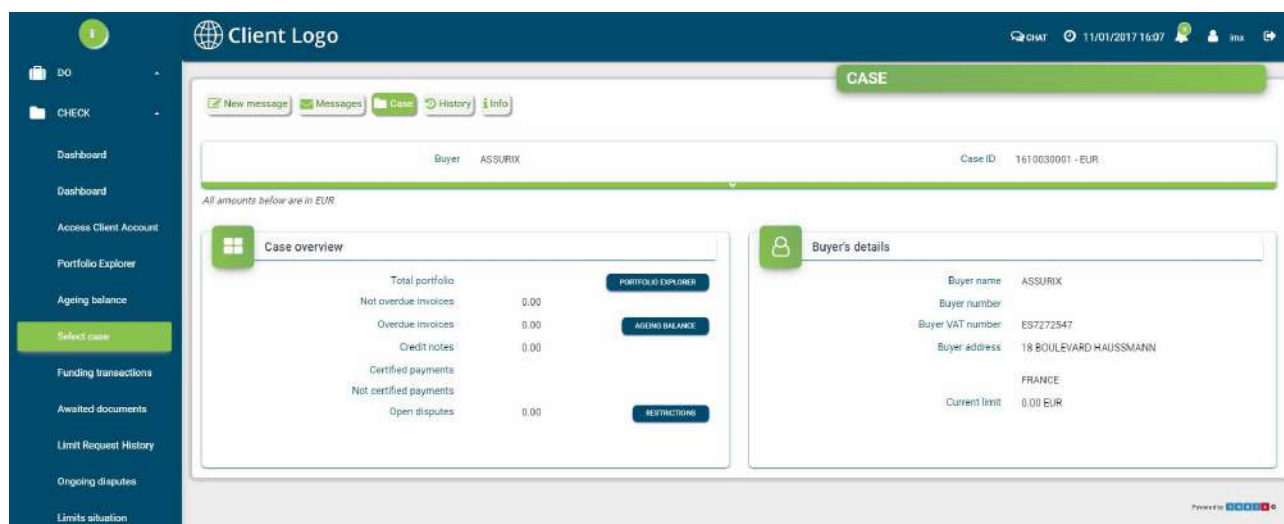 Client Logo
CHAT 11/01/2017 16:07 imx
DO
CHECK
Dashboard
Dashboard
Access Client Account
Portfolio Explorer
Ageing balance
Select case
Funding transactions
Awaited documents
Limit Request History
Ongoing disputes
Limits situation
CASE
New message Messages Case History Info
Buyer ASSURIX Case ID 1610030001 - EUR
All amounts below are in EUR
Case overview
Total portfolio PORTFOLIO EXPLORER
Not overdue invoices 0.00
Overdue invoices 0.00 AGEING BALANCE
Credit notes 0.00
Certified payments
Not certified payments
Open disputes 0.00 RESTRICTIONS
Buyer's details
Buyer name ASSURIX
Buyer number
Buyer VAT number ES7272547
Buyer address 18 BOULEVARD HAUSSMANN
FRANCE
Current limit 0.00 EUR
Powered by